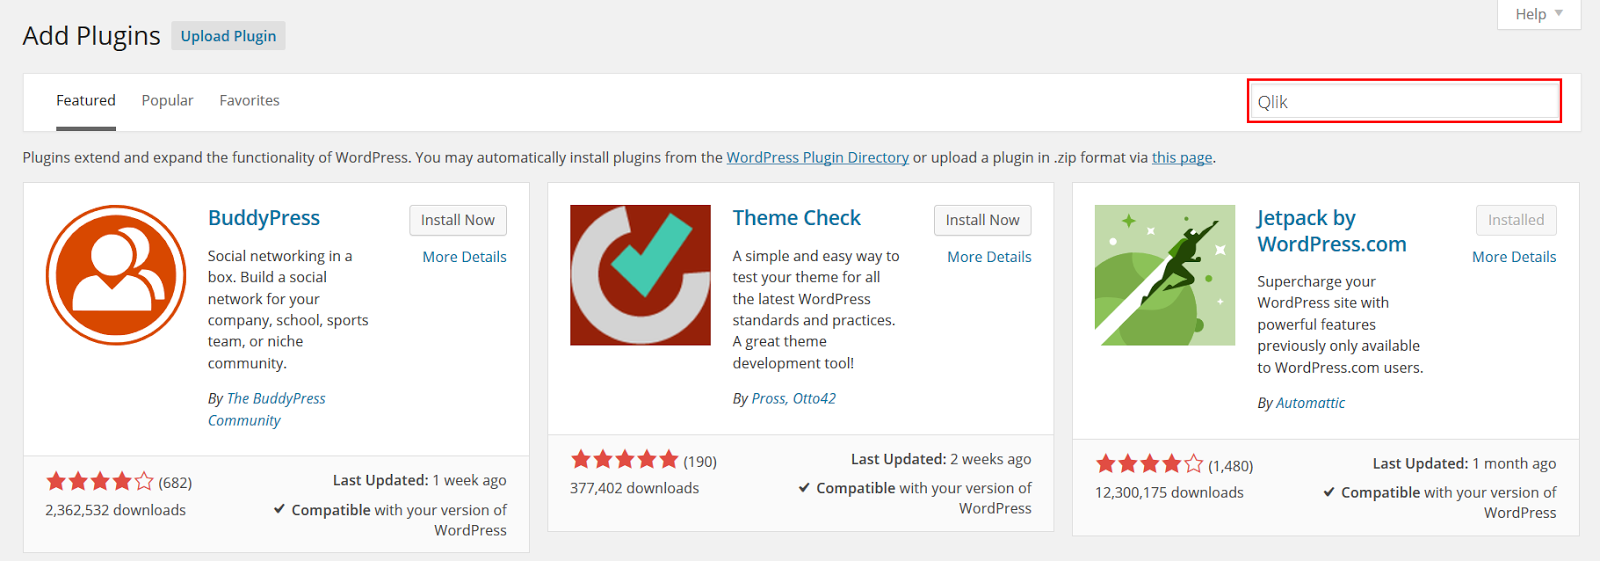 Help
Add Plugins Upload Plugin
Featured Popular Favorites Qlik
Plugins extend and expand the functionality of WordPress. You may automatically install plugins from the WordPress Plugin Directory or upload a plugin in .zip format via this page.
BuddyPress
Install Now
More Details
Social networking in a
box. Build a social
network for your
company, school, sports
team, or niche
community.
By The BuddyPress
Community
(682)
2,362,532 downloads
Last Updated: 1 week ago
Compatible with your version of
WordPress
Theme Check
Install Now
More Details
A simple and easy way to
test your theme for all
the latest WordPress
standards and practices.
A great theme
development tool!
By Pross, Otto42
(190)
377,402 downloads
Last Updated: 2 weeks ago
Compatible with your version of
WordPress
Jetpack by
WordPress.com
Installed
More Details
Supercharge your
WordPress site with
powerful features
previously only available
to WordPress.com users.
By Automattic
(1,480)
12,300,175 downloads
Last Updated: 1 month ago
Compatible with your version of
WordPress